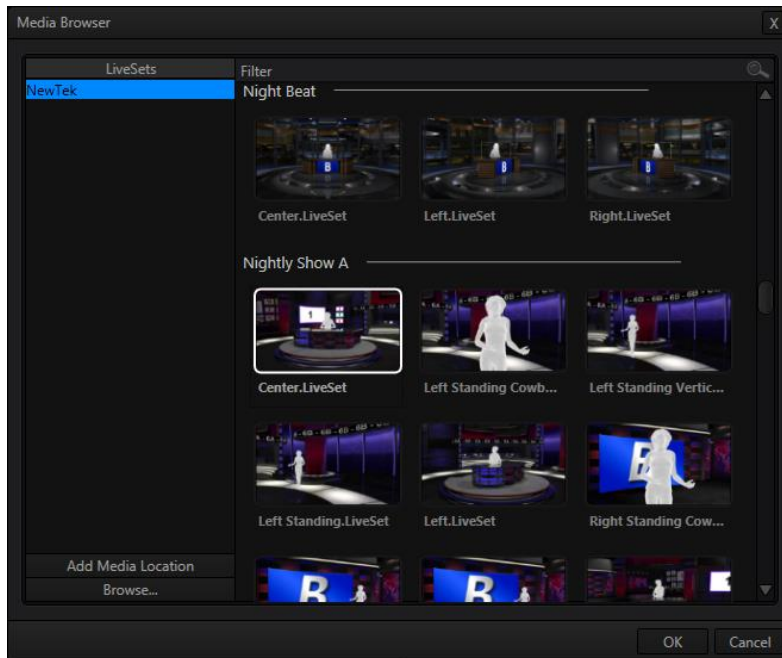 Media Browser
X
LiveSets
Filter
NewTek
Night Beat
B
B
B
Center.LiveSet
Left.LiveSet
Right.LiveSet
Nightly Show A
1
Center.LiveSet
Left Standing Cowb...
Left Standing Vertic...
B
Left Standing.LiveSet
Left.LiveSet
Right Standing Cow...
Add Media Location
Browse...
B
B
OK
Cancel